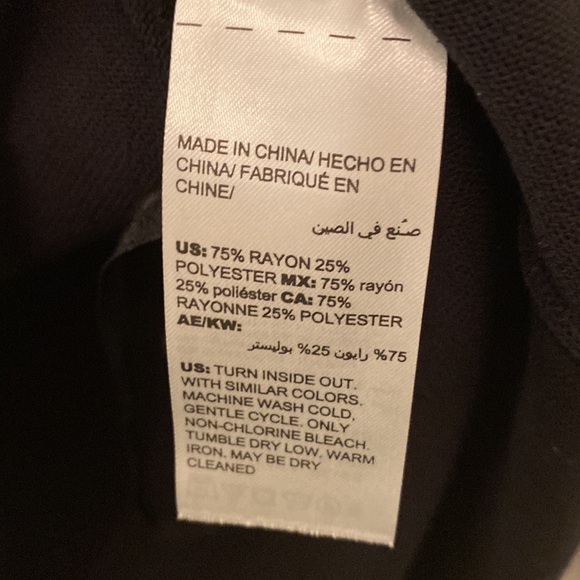 MADE IN CHINA/ HECHO EN
CHINA/ FABRIQUÉ EN
CHINE/
صُنع في الصين
US: 75% RAYON 25%
POLYESTER MX: 75% rayón
25% poliéster CA: 75%
RAYONNE 25% POLYESTER
AE/KW:
75% رايون 25% بوليستر
US: TURN INSIDE OUT.
WITH SIMILAR COLORS.
MACHINE WASH COLD,
GENTLE CYCLE. ONLY
NON-CHLORINE BLEACH.
TUMBLE DRY LOW. WARM
IRON. MAY BE DRY
CLEANED